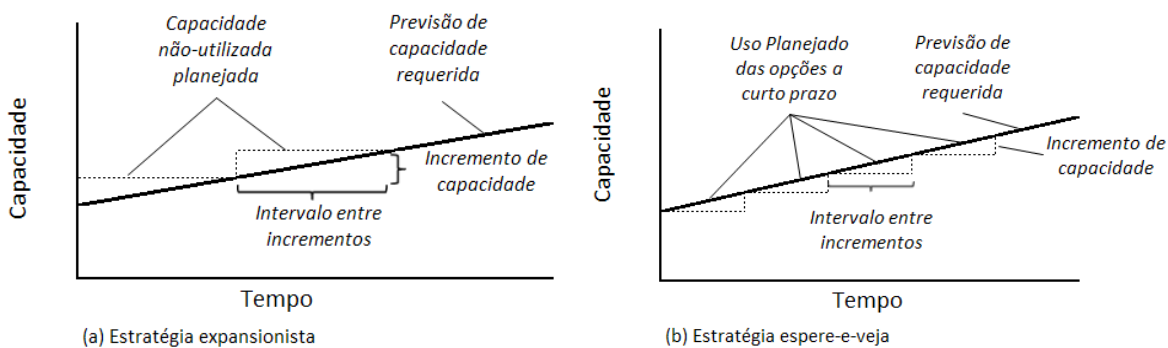 Capacidade
não-utilizada
planejada
Previsão de
capacidade
requerida
Capacidade
Incremento de
capacidade
Intervalo entre
incrementos
Tempo
(a) Estratégia expansionista
Uso Planejado
das opções a
curto prazo
Previsão de
capacidade
requerida
Capacidade
Incremento de
capacidade
Intervalo entre
incrementos
Tempo
(b) Estratégia espere-e-veja